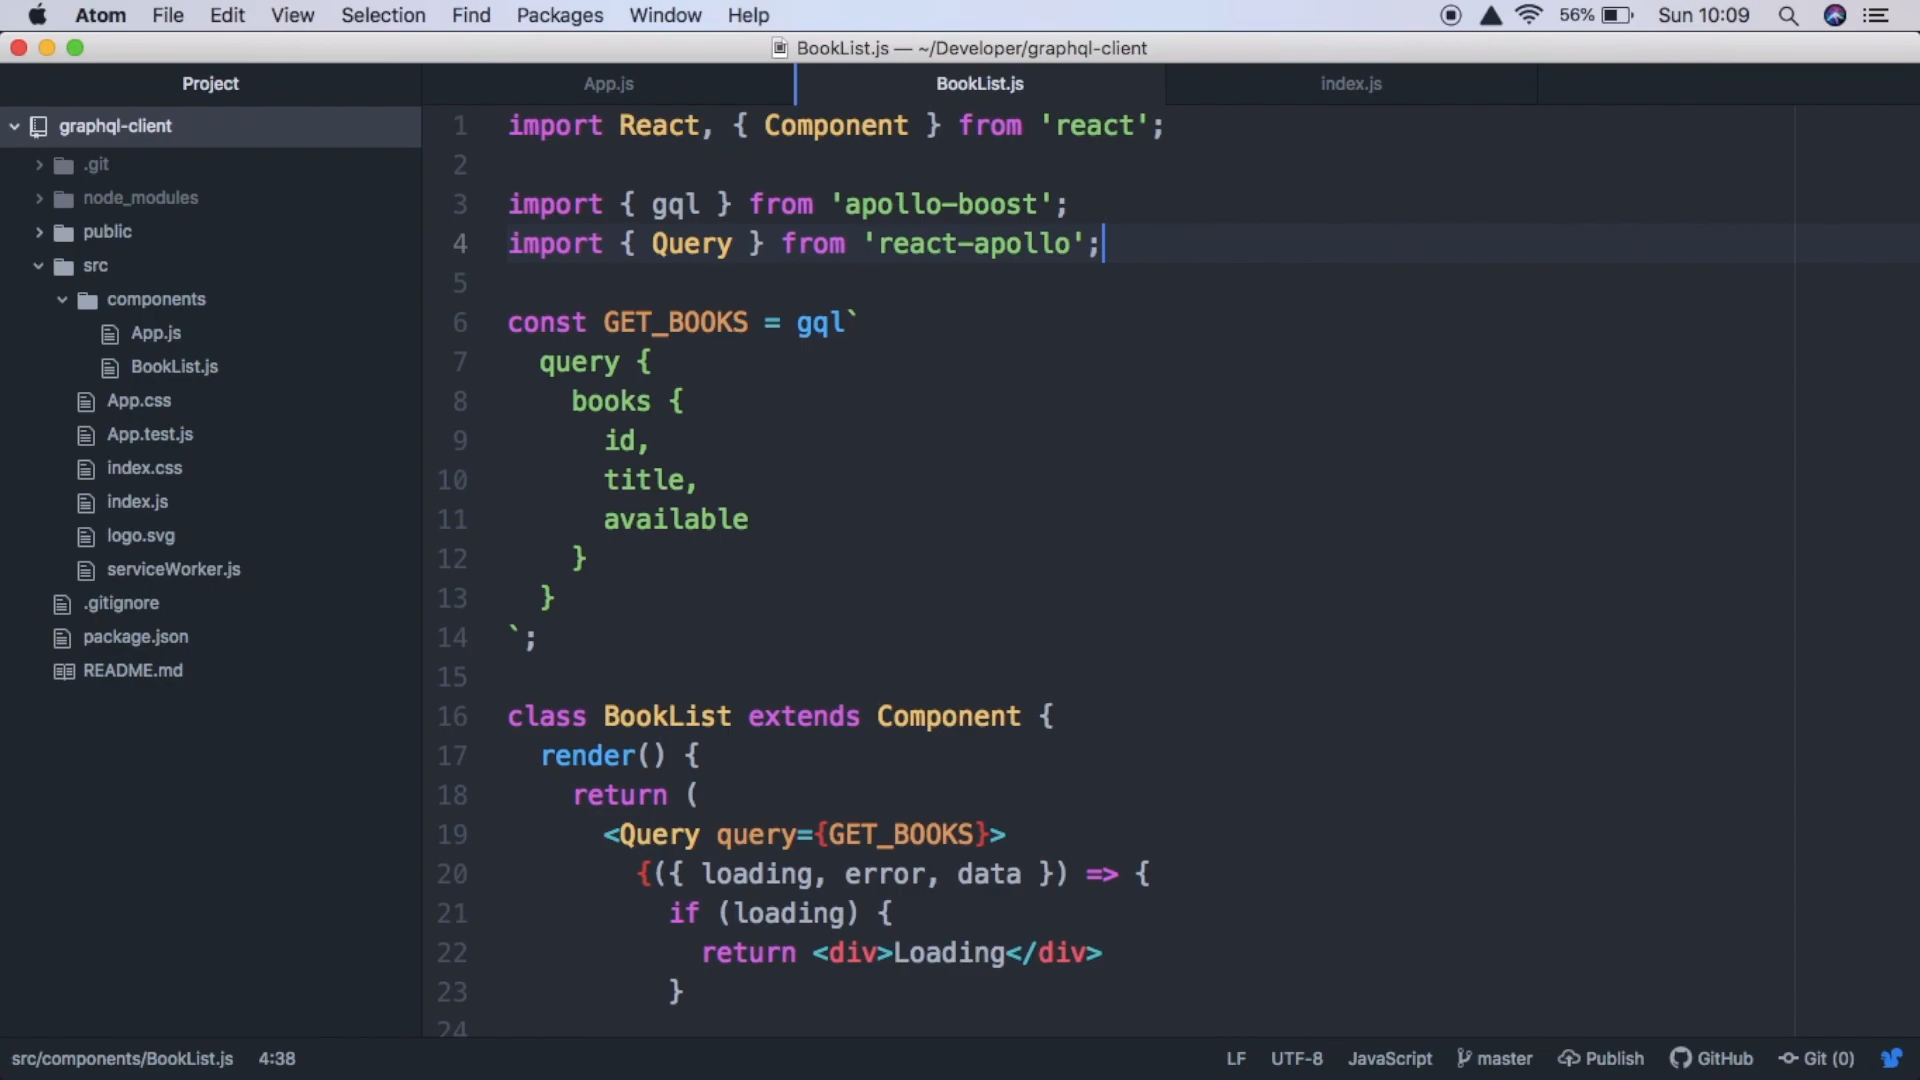 Atom File Edit View Selection Find Packages Window Help 56% Sun 10:09
BookList.js — ~/Developer/graphql-client
Project
graphql-client
.git
node_modules
public
src
components
App.js
BookList.js
App.css
App.test.js
index.css
index.js
logo.svg
serviceWorker.js
.gitignore
package.json
README.md
App.js BookList.js index.js
1 import React, { Component } from 'react';
2
3 import { gql } from 'apollo-boost';
4 import { Query } from 'react-apollo';
5
6 const GET_BOOKS = gql`
7 query {
8 books {
9 id,
10 title,
11 available
12 }
13 }
14 `;
15
16 class BookList extends Component {
17 render() {
18 return (
19 <Query query={GET_BOOKS}>
20 {({ loading, error, data }) => {
21 if (loading) {
22 return <div>Loading</div>
23 }
24
src/components/BookList.js 4:38 LF UTF-8 JavaScript master Publish GitHub Git (0)